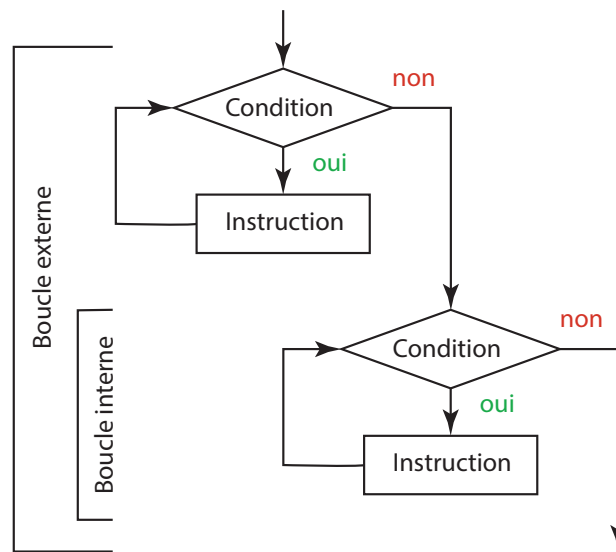 non
Condition
oui
Instruction
Boucle externe
non
Condition
oui
Instruction
Boucle interne